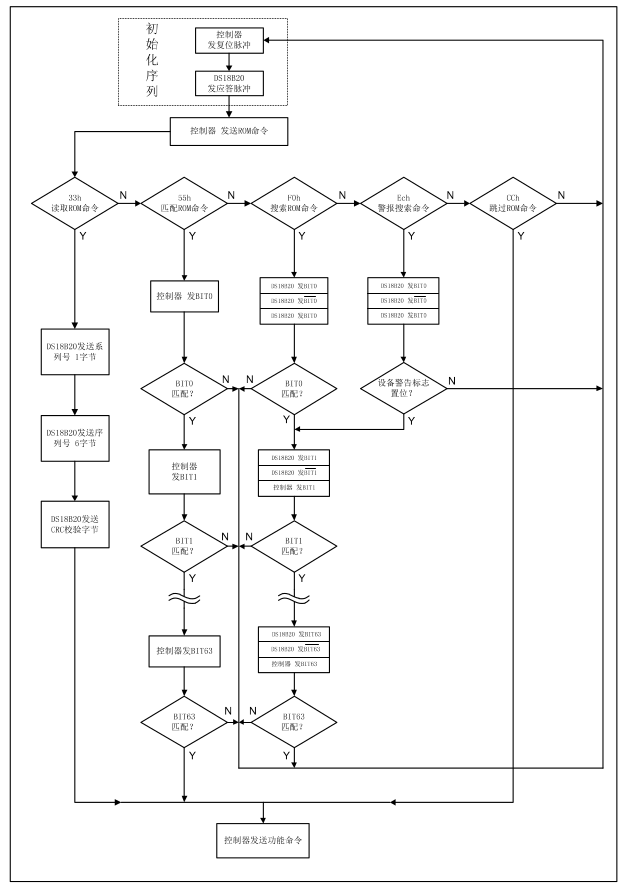 初
始
化
序
列
控制器
发复位脉冲
DS18B20
发应答脉冲
控制器 发送ROM命令
33h
读取ROM命令
N
Y
55h
匹配ROM命令
N
Y
F0h
搜索ROM命令
N
Y
Ech
警报搜索命令
N
Y
CCh
跳过ROM命令
N
Y
控制器 发BIT0
DS18B20 发BIT0
DS18B20 发BIT0
DS18B20 发BIT0
DS18B20 发BIT0
DS18B20 发BIT0
DS18B20 发BIT0
DS18B20发送系
列号 1字节
BIT0
匹配?
N
Y
N
BIT0
匹配?
Y
设备警告标志
置位?
N
Y
DS18B20发送序
列号 6字节
控制器
发BIT1
DS18B20 发BIT1
DS18B20 发BIT1
控制器 发BIT1
DS18B20发送
CRC校验字节
BIT1
匹配?
N
Y
N
BIT1
匹配?
Y
控制器发BIT63
DS18B20 发BIT63
DS18B20 发BIT63
控制器 发BIT63
BIT63
匹配?
N
Y
N
BIT63
匹配?
Y
控制器发送功能命令